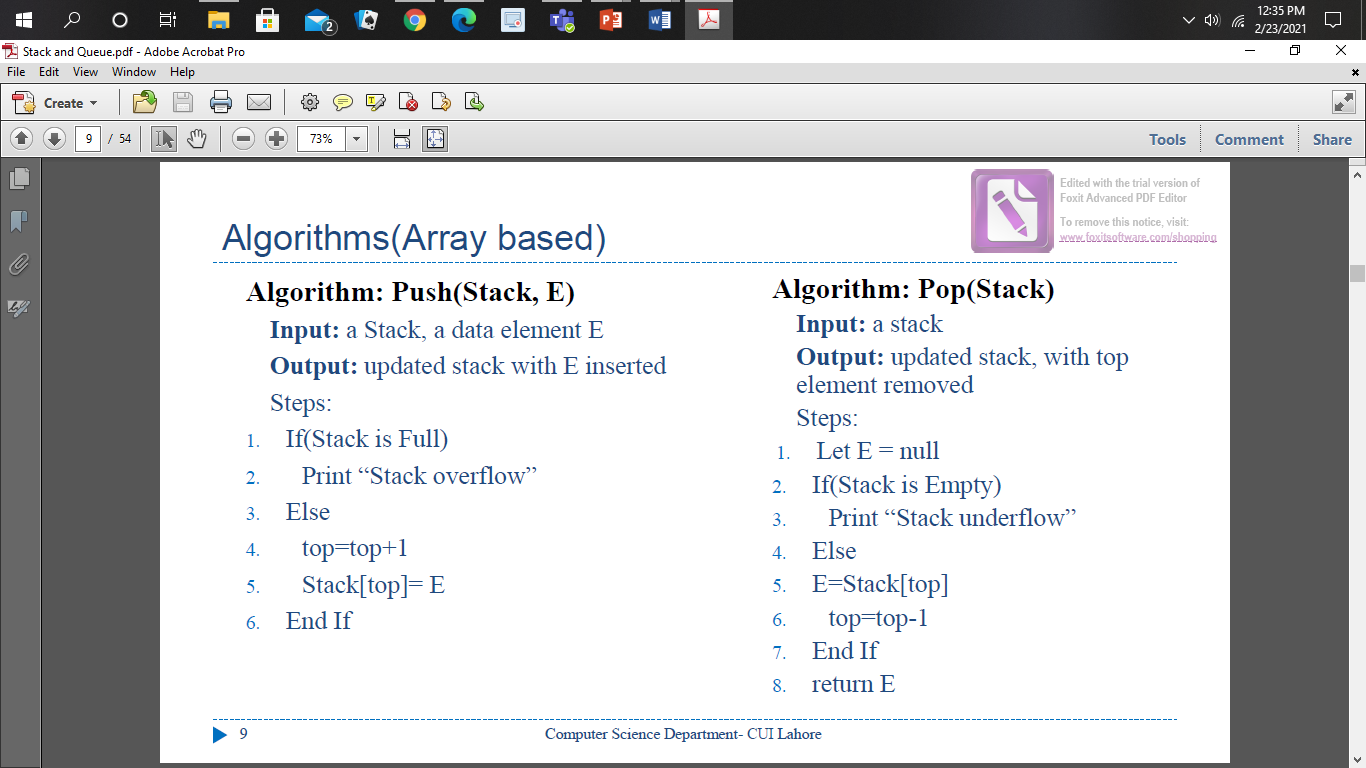 2
12:35 PM
2/23/2021
Stack and Queue.pdf - Adobe Acrobat Pro
File Edit View Window Help
Create
9 / 54 73% Tools Comment Share
Edited with the trial version of
Foxit Advanced PDF Editor
To remove this notice, visit:
www.foxitsoftware.com/shopping
Algorithms(Array based)
Algorithm: Push(Stack, E)
Input: a Stack, a data element E
Output: updated stack with E inserted
Steps:
1. If(Stack is Full)
2. Print “Stack overflow”
3. Else
4. top=top+1
5. Stack[top]= E
6. End If
Algorithm: Pop(Stack)
Input: a stack
Output: updated stack, with top
element removed
Steps:
1. Let E = null
2. If(Stack is Empty)
3. Print “Stack underflow”
4. Else
5. E=Stack[top]
6. top=top-1
7. End If
8. return E
9 Computer Science Department- CUI Lahore